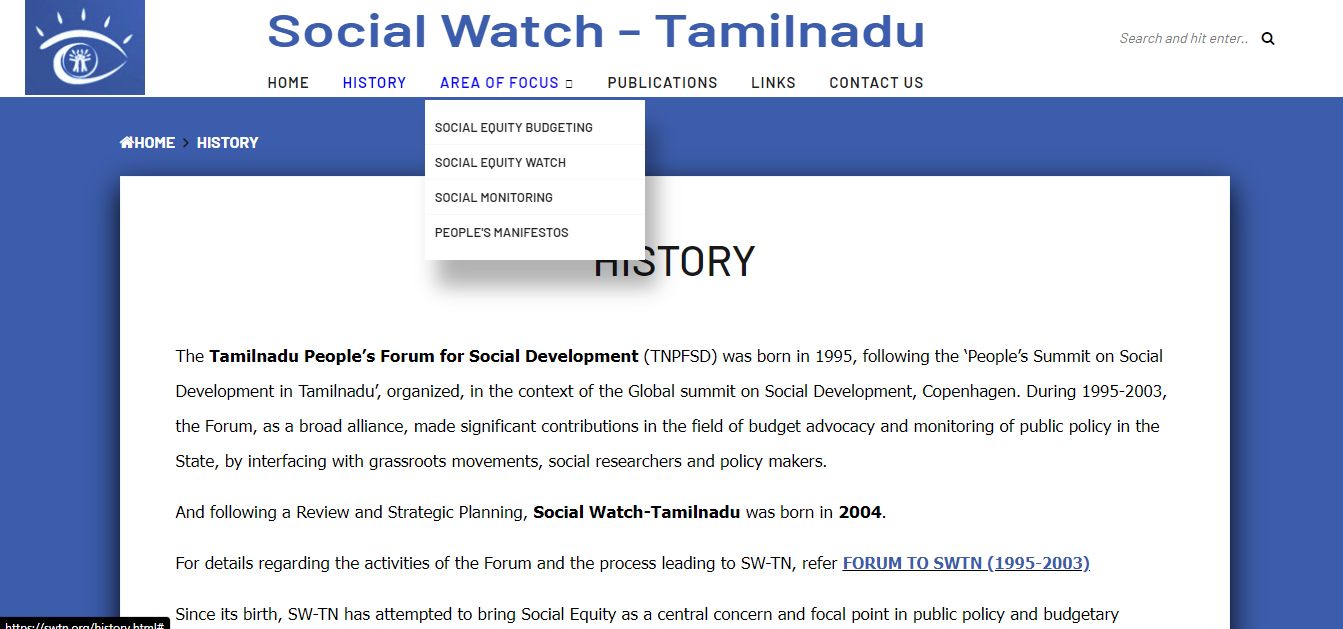 Social Watch – Tamilnadu
Search and hit enter..
HOME HISTORY AREA OF FOCUS PUBLICATIONS LINKS CONTACT US
SOCIAL EQUITY BUDGETING
SOCIAL EQUITY WATCH
SOCIAL MONITORING
PEOPLE'S MANIFESTOS
HOME > HISTORY
HISTORY
The Tamilnadu People’s Forum for Social Development (TNPFSD) was born in 1995, following the ‘People’s Summit on Social
Development in Tamilnadu’, organized, in the context of the Global summit on Social Development, Copenhagen. During 1995-2003,
the Forum, as a broad alliance, made significant contributions in the field of budget advocacy and monitoring of public policy in the
State, by interfacing with grassroots movements, social researchers and policy makers.
And following a Review and Strategic Planning, Social Watch-Tamilnadu was born in 2004.
For details regarding the activities of the Forum and the process leading to SW-TN, refer FORUM TO SWTN (1995-2003)
Since its birth, SW-TN has attempted to bring Social Equity as a central concern and focal point in public policy and budgetary
https://swtn.org/history.html#